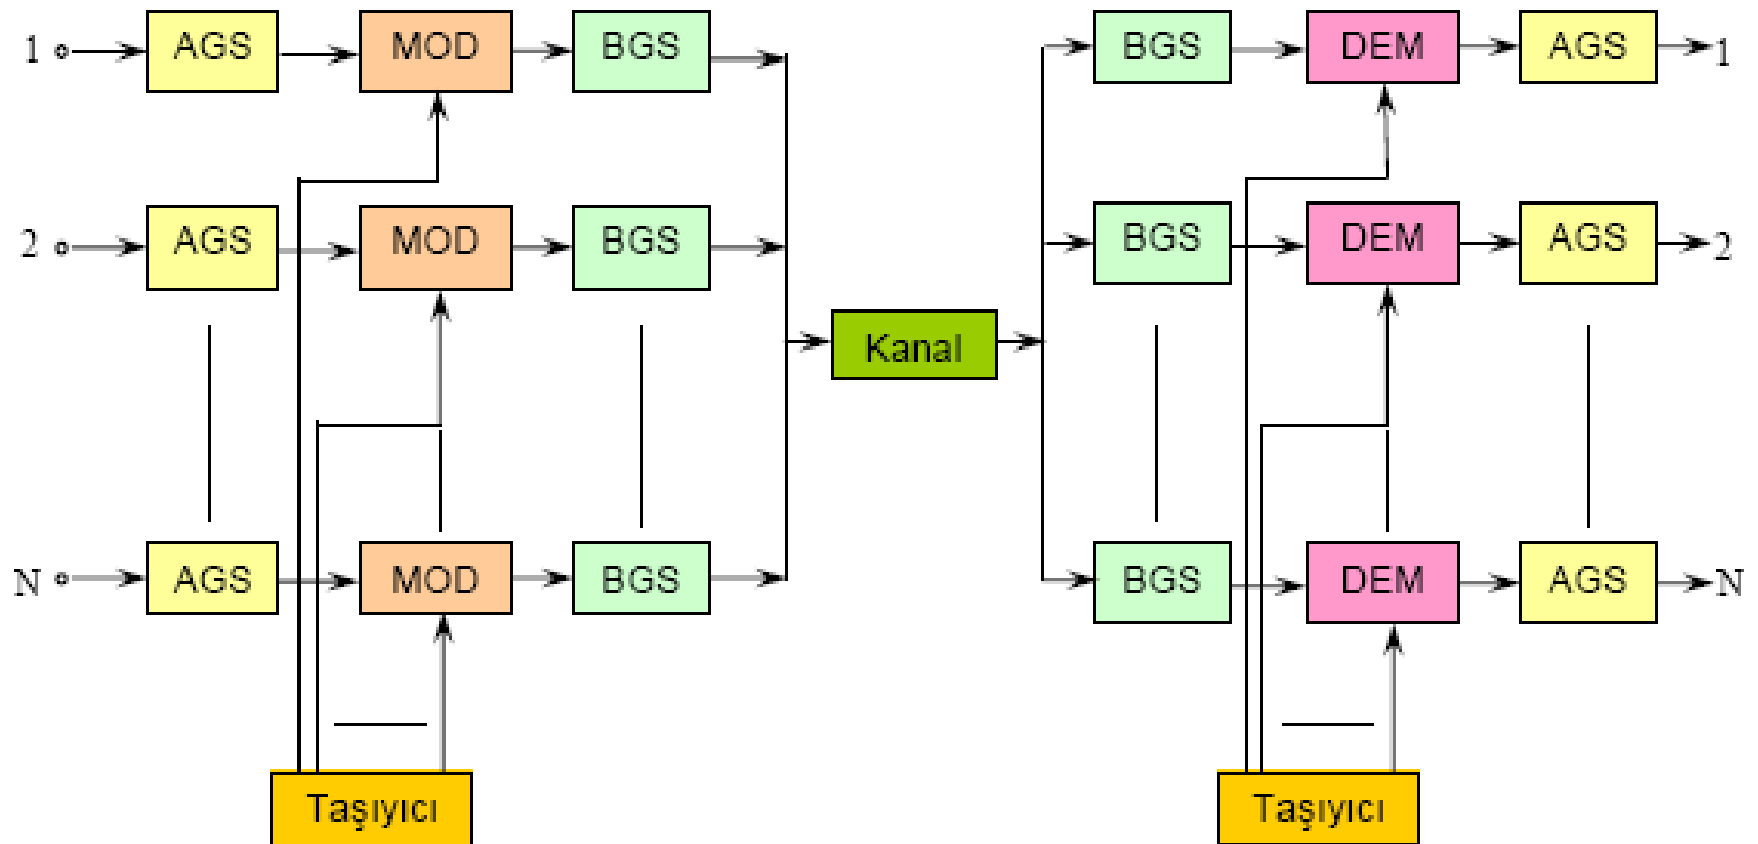 1 AGS MOD BGS BGS DEM AGS 1
2 AGS MOD BGS BGS DEM AGS 2
Kanal
N AGS MOD BGS BGS DEM AGS N
Taşıyıcı Taşıyıcı